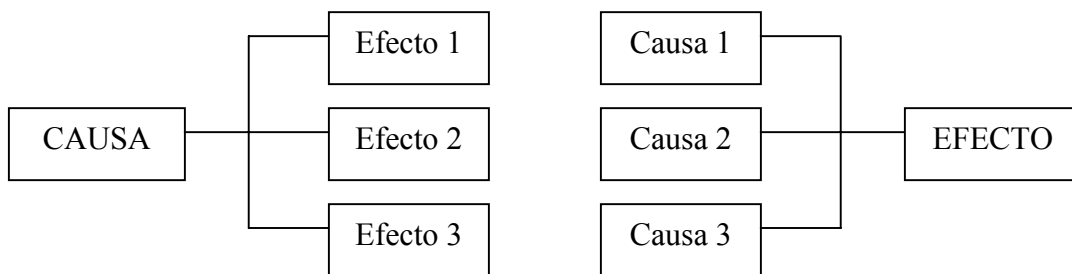 Efecto 1
Causa 1
CAUSA
Efecto 2
Causa 2
EFECTO
Efecto 3
Causa 3